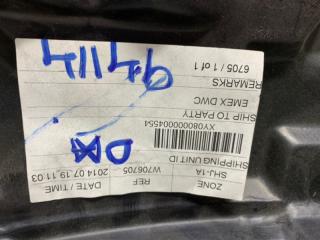 ZONE
SHJ-1A
REF
W706705
DATE / TIME
2014.07.19 11:03
SHIPPING UNIT ID
XY08000004554
SHIP TO PARTY
EMEX DWC
REMARKS
6705 / 1 of 1